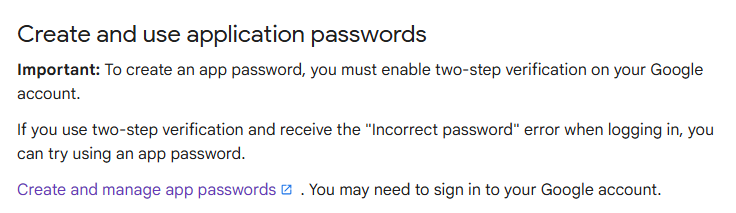 Create and use application passwords
Important: To create an app password, you must enable two-step verification on your Google
account.
If you use two-step verification and receive the "Incorrect password" error when logging in, you
can try using an app password.
Create and manage app passwords . You may need to sign in to your Google account.